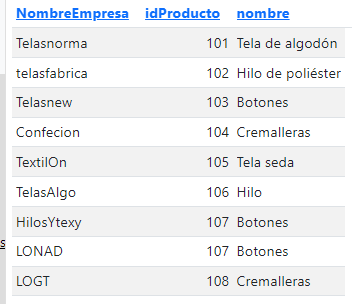 NombreEmpresa idProducto nombre
Telasnorma 101 Tela de algodón
telasfabrica 102 Hilo de poliéster
Telasnew 103 Botones
Confecion 104 Cremalleras
TextilOn 105 Tela seda
TelasAlgo 106 Hilo
HilosYtexy 107 Botones
s
LONAD 107 Botones
LOGT 108 Cremalleras